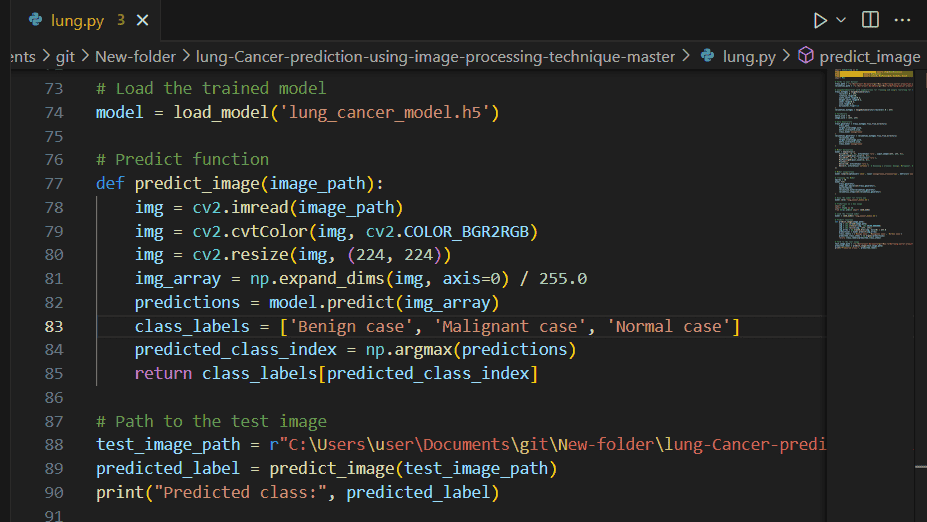 lung.py 3
ents > git > New-folder > lung-Cancer-prediction-using-image-processing-technique-master > lung.py > predict_image
73 # Load the trained model
74 model = load_model('lung_cancer_model.h5')
75
76 # Predict function
77 def predict_image(image_path):
78     img = cv2.imread(image_path)
79     img = cv2.cvtColor(img, cv2.COLOR_BGR2RGB)
80     img = cv2.resize(img, (224, 224))
81     img_array = np.expand_dims(img, axis=0) / 255.0
82     predictions = model.predict(img_array)
83     class_labels = ['Benign case', 'Malignant case', 'Normal case']
84     predicted_class_index = np.argmax(predictions)
85     return class_labels[predicted_class_index]
86
87 # Path to the test image
88 test_image_path = r"C:\Users\user\Documents\git\New-folder\lung-Cancer-predi
89 predicted_label = predict_image(test_image_path)
90 print("Predicted class:", predicted_label)
91